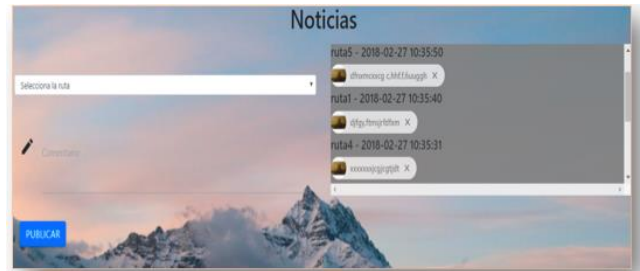 Noticias
Selecciona la ruta
Comentario
PUBLICAR
ruta5 - 2018-02-27 10:35:50
X
ruta1 - 2018-02-27 10:35:40
X
ruta4 - 2018-02-27 10:35:31
X